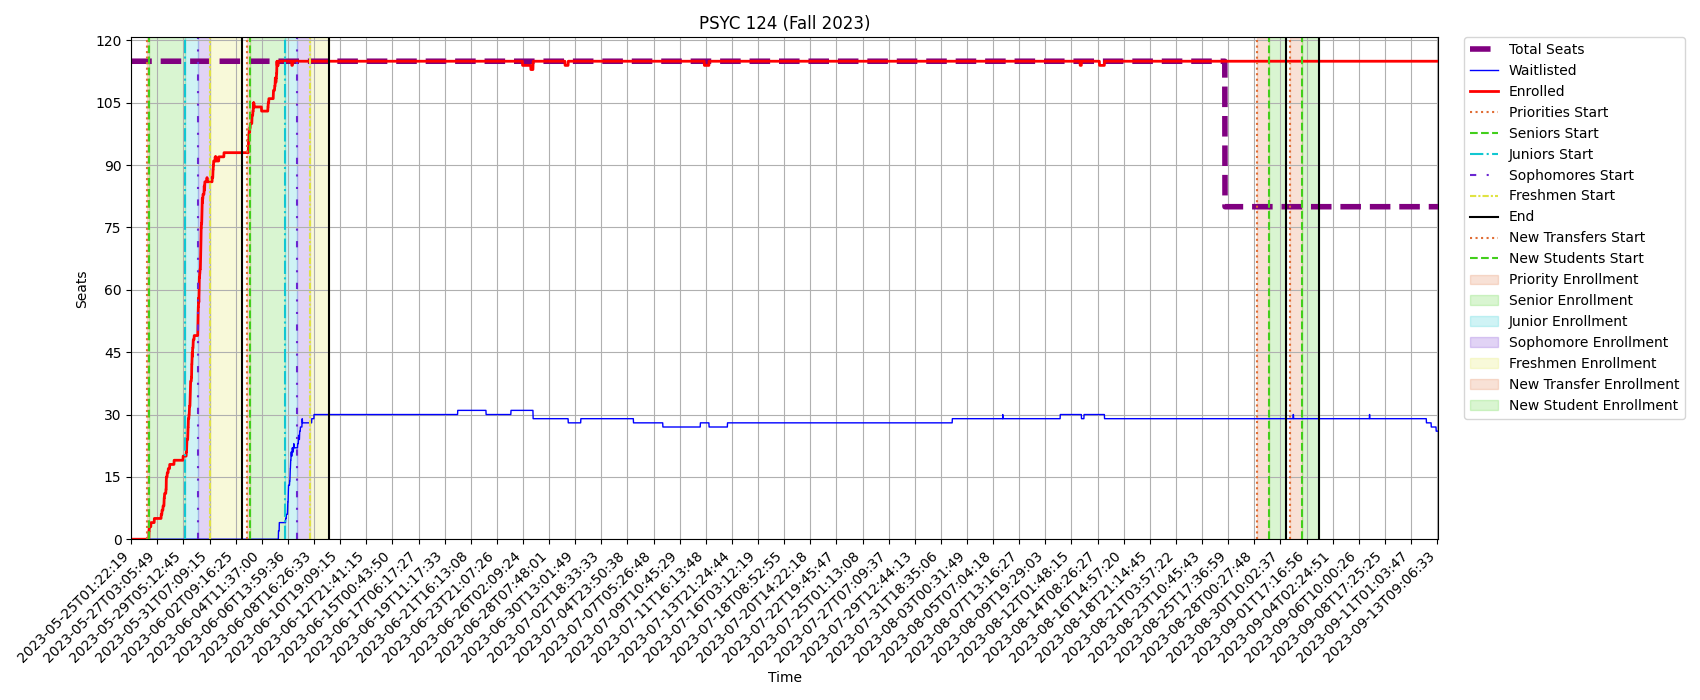 PSYC 124 (Fall 2023)
120
105
90
75
60
45
30
15
0
Seats
2023-05-25T01:22:19
2023-05-27T03:05:49
2023-05-29T05:12:45
2023-05-31T07:09:15
2023-06-02T09:16:25
2023-06-04T11:37:00
2023-06-06T13:59:36
2023-06-08T16:26:33
2023-06-10T19:09:15
2023-06-12T21:41:15
2023-06-15T00:43:50
2023-06-17T06:17:27
2023-06-19T11:17:33
2023-06-21T16:13:08
2023-06-23T21:07:26
2023-06-26T02:09:24
2023-06-28T07:48:01
2023-06-30T13:01:49
2023-07-02T18:33:33
2023-07-04T23:50:38
2023-07-07T05:26:48
2023-07-09T10:45:29
2023-07-11T16:13:48
2023-07-13T21:24:44
2023-07-16T03:12:19
2023-07-18T08:52:55
2023-07-20T14:22:18
2023-07-22T19:45:47
2023-07-25T01:13:08
2023-07-27T07:09:37
2023-07-29T12:44:13
2023-07-31T18:35:06
2023-08-03T00:31:49
2023-08-05T07:04:18
2023-08-07T13:16:27
2023-08-09T19:29:03
2023-08-12T01:48:15
2023-08-14T08:26:27
2023-08-16T14:57:20
2023-08-18T21:14:45
2023-08-21T03:57:22
2023-08-23T10:45:43
2023-08-25T17:36:59
2023-08-28T00:27:48
2023-08-30T10:02:37
2023-09-01T17:16:56
2023-09-04T02:24:51
2023-09-06T10:00:26
2023-09-08T17:25:25
2023-09-11T01:03:47
2023-09-13T09:06:33
Time
Total Seats
Waitlisted
Enrolled
Priorities Start
Seniors Start
Juniors Start
Sophomores Start
Freshmen Start
End
New Transfers Start
New Students Start
Priority Enrollment
Senior Enrollment
Junior Enrollment
Sophomore Enrollment
Freshmen Enrollment
New Transfer Enrollment
New Student Enrollment